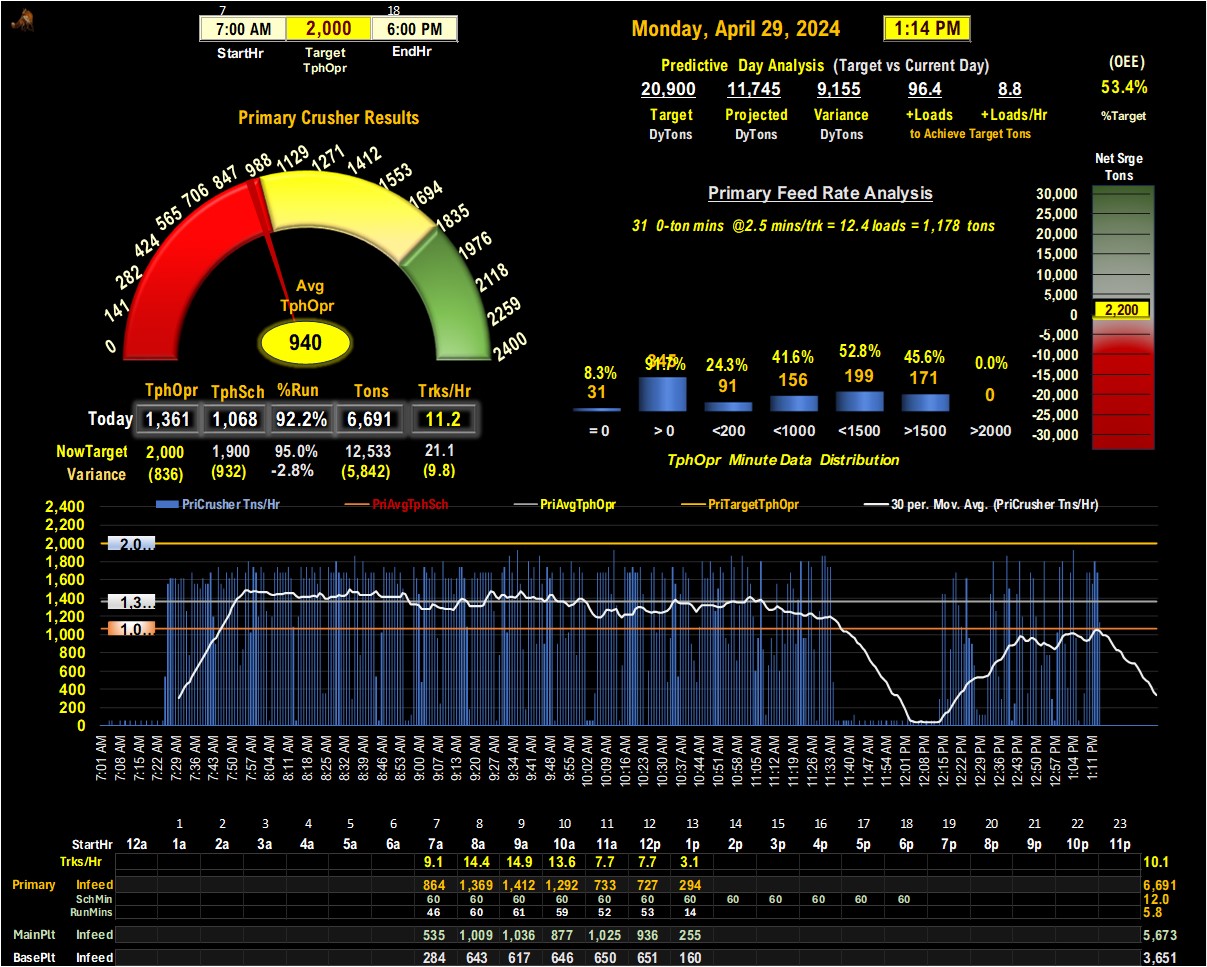 7 18
7:00 AM 2,000 6:00 PM
StartHr Target TphOpr EndHr
Monday, April 29, 2024 1:14 PM
Predictive Day Analysis (Target vs Current Day)
20,900 11,745 9,155 96.4 8.8
Target Projected Variance +Loads +Loads/Hr
DyTons DyTons DyTons to Achieve Target Tons
(OEE)
53.4%
%Target
Primary Crusher Results
0 141 282 424 565 706 847 988 1129 1271 1412 1553 1694 1835 1976 2118 2259 2400
Avg
TphOpr
940
TphOpr TphSch %Run Tons Trks/Hr
Today 1,361 1,068 92.2% 6,691 11.2
NowTarget 2,000 1,900 95.0% 12,533 21.1
Variance (836) (932) -2.8% (5,842) (9.8)
Primary Feed Rate Analysis
31 0-ton mins @2.5 mins/trk = 12.4 loads = 1,178 tons
8.3% 24.3% 41.6% 52.8% 45.6% 0.0%
31 91 156 199 171 0
= 0 > 0 <200 <1000 <1500 >1500 >2000
TphOpr Minute Data Distribution
Net Srge
Tons
30,000
25,000
20,000
15,000
10,000
5,000
0 2,200
-5,000
-10,000
-15,000
-20,000
-25,000
-30,000
PriCrusher Tns/Hr PriAvgTphSch PriAvgTphOpr PriTargetTphOpr 30 per. Mov. Avg. (PriCrusher Tns/Hr)
2,400
2,200
2,000 2,0...
1,800
1,600
1,400 1,3...
1,200
1,000 1,0...
800
600
400
200
0
7:01 AM 7:08 AM 7:15 AM 7:22 AM 7:29 AM 7:36 AM 7:43 AM 7:50 AM 7:57 AM 8:04 AM 8:11 AM 8:18 AM 8:25 AM 8:32 AM 8:39 AM 8:46 AM 8:53 AM 9:00 AM 9:07 AM 9:13 AM 9:20 AM 9:27 AM 9:34 AM 9:41 AM 9:48 AM 9:55 AM 10:02 AM 10:09 AM 10:16 AM 10:23 AM 10:30 AM 10:37 AM 10:44 AM 10:51 AM 10:58 AM 11:05 AM 11:12 AM 11:19 AM 11:26 AM 11:33 AM 11:40 AM 11:47 AM 11:54 AM 12:01 PM 12:08 PM 12:15 PM 12:22 PM 12:29 PM 12:36 PM 12:43 PM 12:50 PM 12:57 PM 1:04 PM 1:11 PM
1 2 3 4 5 6 7 8 9 10 11 12 13 14 15 16 17 18 19 20 21 22 23
StartHr 12a 1a 2a 3a 4a 5a 6a 7a 8a 9a 10a 11a 12p 1p 2p 3p 4p 5p 6p 7p 8p 9p 10p 11p
Trks/Hr 9.1 14.4 14.9 13.6 7.7 7.7 3.1 10.1
Primary Infeed 864 1,369 1,412 1,292 733 727 294 6,691
SchMin 60 60 60 60 60 60 60 60 60 60 60 60 12.0
RunMins 46 60 61 59 52 53 14 5.8
MainPlt Infeed 535 1,009 1,036 877 1,025 936 255 5,673
BasePlt Infeed 284 643 617 646 650 651 160 3,651